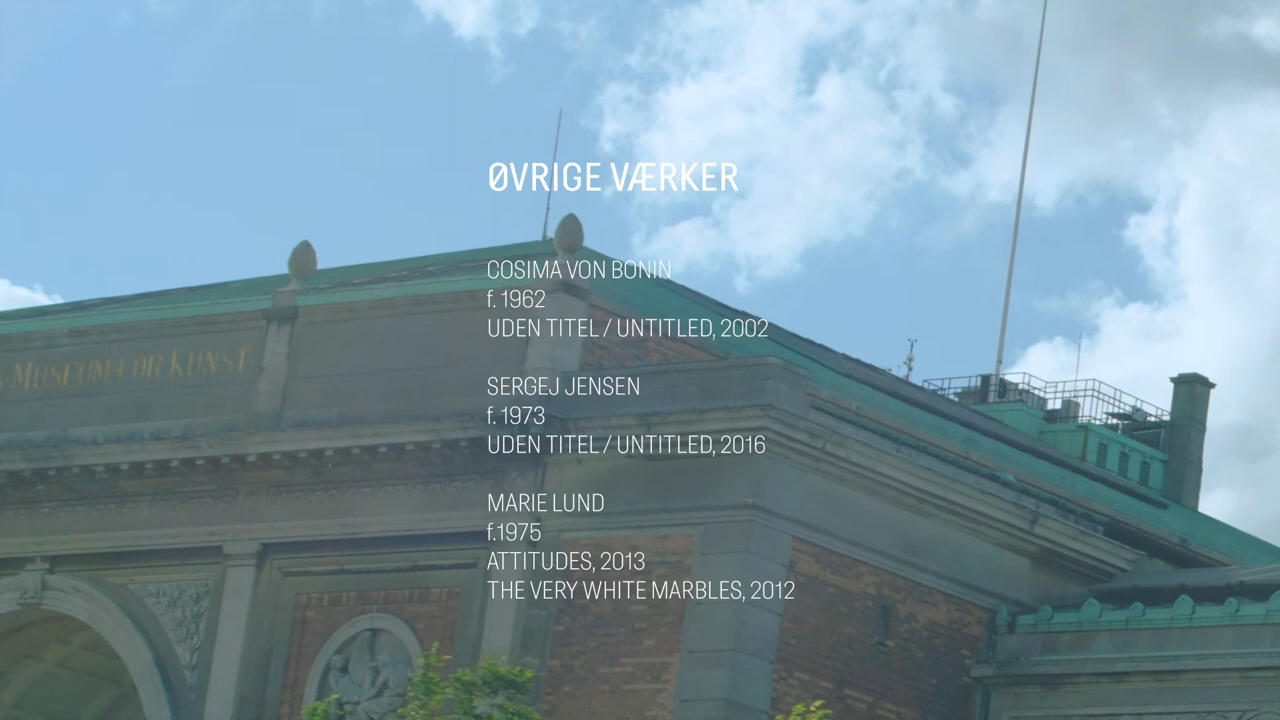 ØVRIGE VÆRKER
MUSEUM FOR KUNST
COSIMA VON BONIN
f. 1962
UDEN TITEL / UNTITLED, 2002
SERGEJ JENSEN
f. 1973
UDEN TITEL / UNTITLED, 2016
MARIE LUND
f.1975
ATTITUDES, 2013
THE VERY WHITE MARBLES, 2012